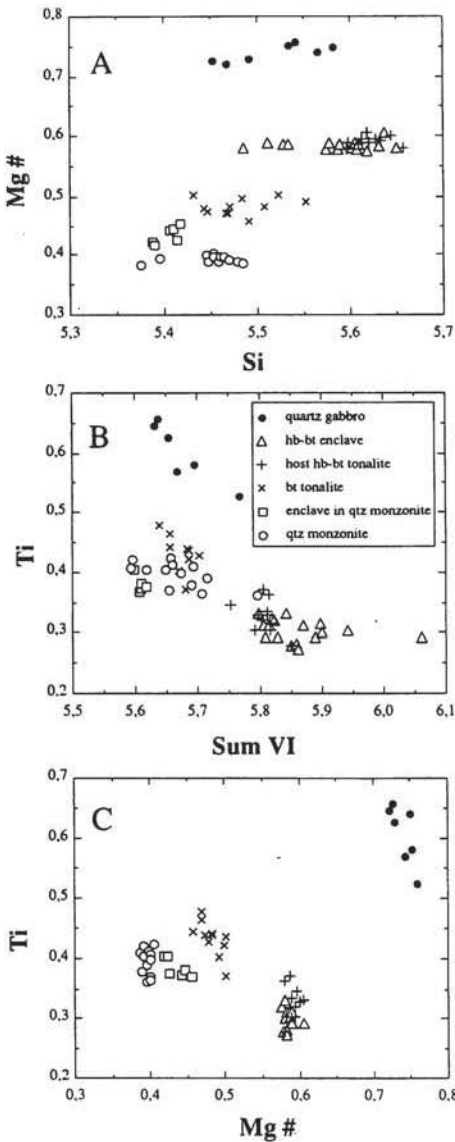 A
0,8
0,7
0,6
0,5
0,4
0,3
Mg #
5,3 5,4 5,5 5,6 5,7
Si
B
0,7
0,6
0,5
0,4
0,3
0,2
Ti
quartz gabbro
hb-bt enclave
host hb-bt tonalite
bt tonalite
enclave in qtz monzonite
qtz monzonite
5,5 5,6 5,7 5,8 5,9 6,0 6,1
Sum VI
C
0,7
0,6
0,5
0,4
0,3
0,2
Ti
0,3 0,4 0,5 0,6 0,7 0,8
Mg #